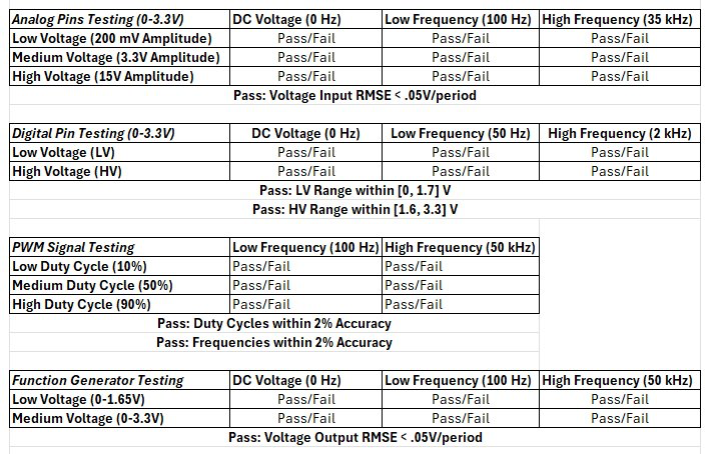 Analog Pins Testing (0-3.3V) DC Voltage (0 Hz) Low Frequency (100 Hz) High Frequency (35 kHz)
Low Voltage (200 mV Amplitude) Pass/Fail Pass/Fail Pass/Fail
Medium Voltage (3.3V Amplitude) Pass/Fail Pass/Fail Pass/Fail
High Voltage (15V Amplitude) Pass/Fail Pass/Fail Pass/Fail
Pass: Voltage Input RMSE < .05V/period
Digital Pin Testing (0-3.3V) DC Voltage (0 Hz) Low Frequency (50 Hz) High Frequency (2 kHz)
Low Voltage (LV) Pass/Fail Pass/Fail Pass/Fail
High Voltage (HV) Pass/Fail Pass/Fail Pass/Fail
Pass: LV Range within [0, 1.7] V
Pass: HV Range within [1.6, 3.3] V
PWM Signal Testing Low Frequency (100 Hz) High Frequency (50 kHz)
Low Duty Cycle (10%) Pass/Fail Pass/Fail
Medium Duty Cycle (50%) Pass/Fail Pass/Fail
High Duty Cycle (90%) Pass/Fail Pass/Fail
Pass: Duty Cycles within 2% Accuracy
Pass: Frequencies within 2% Accuracy
Function Generator Testing DC Voltage (0 Hz) Low Frequency (100 Hz) High Frequency (50 kHz)
Low Voltage (0-1.65V) Pass/Fail Pass/Fail Pass/Fail
Medium Voltage (0-3.3V) Pass/Fail Pass/Fail Pass/Fail
Pass: Voltage Output RMSE < .05V/period